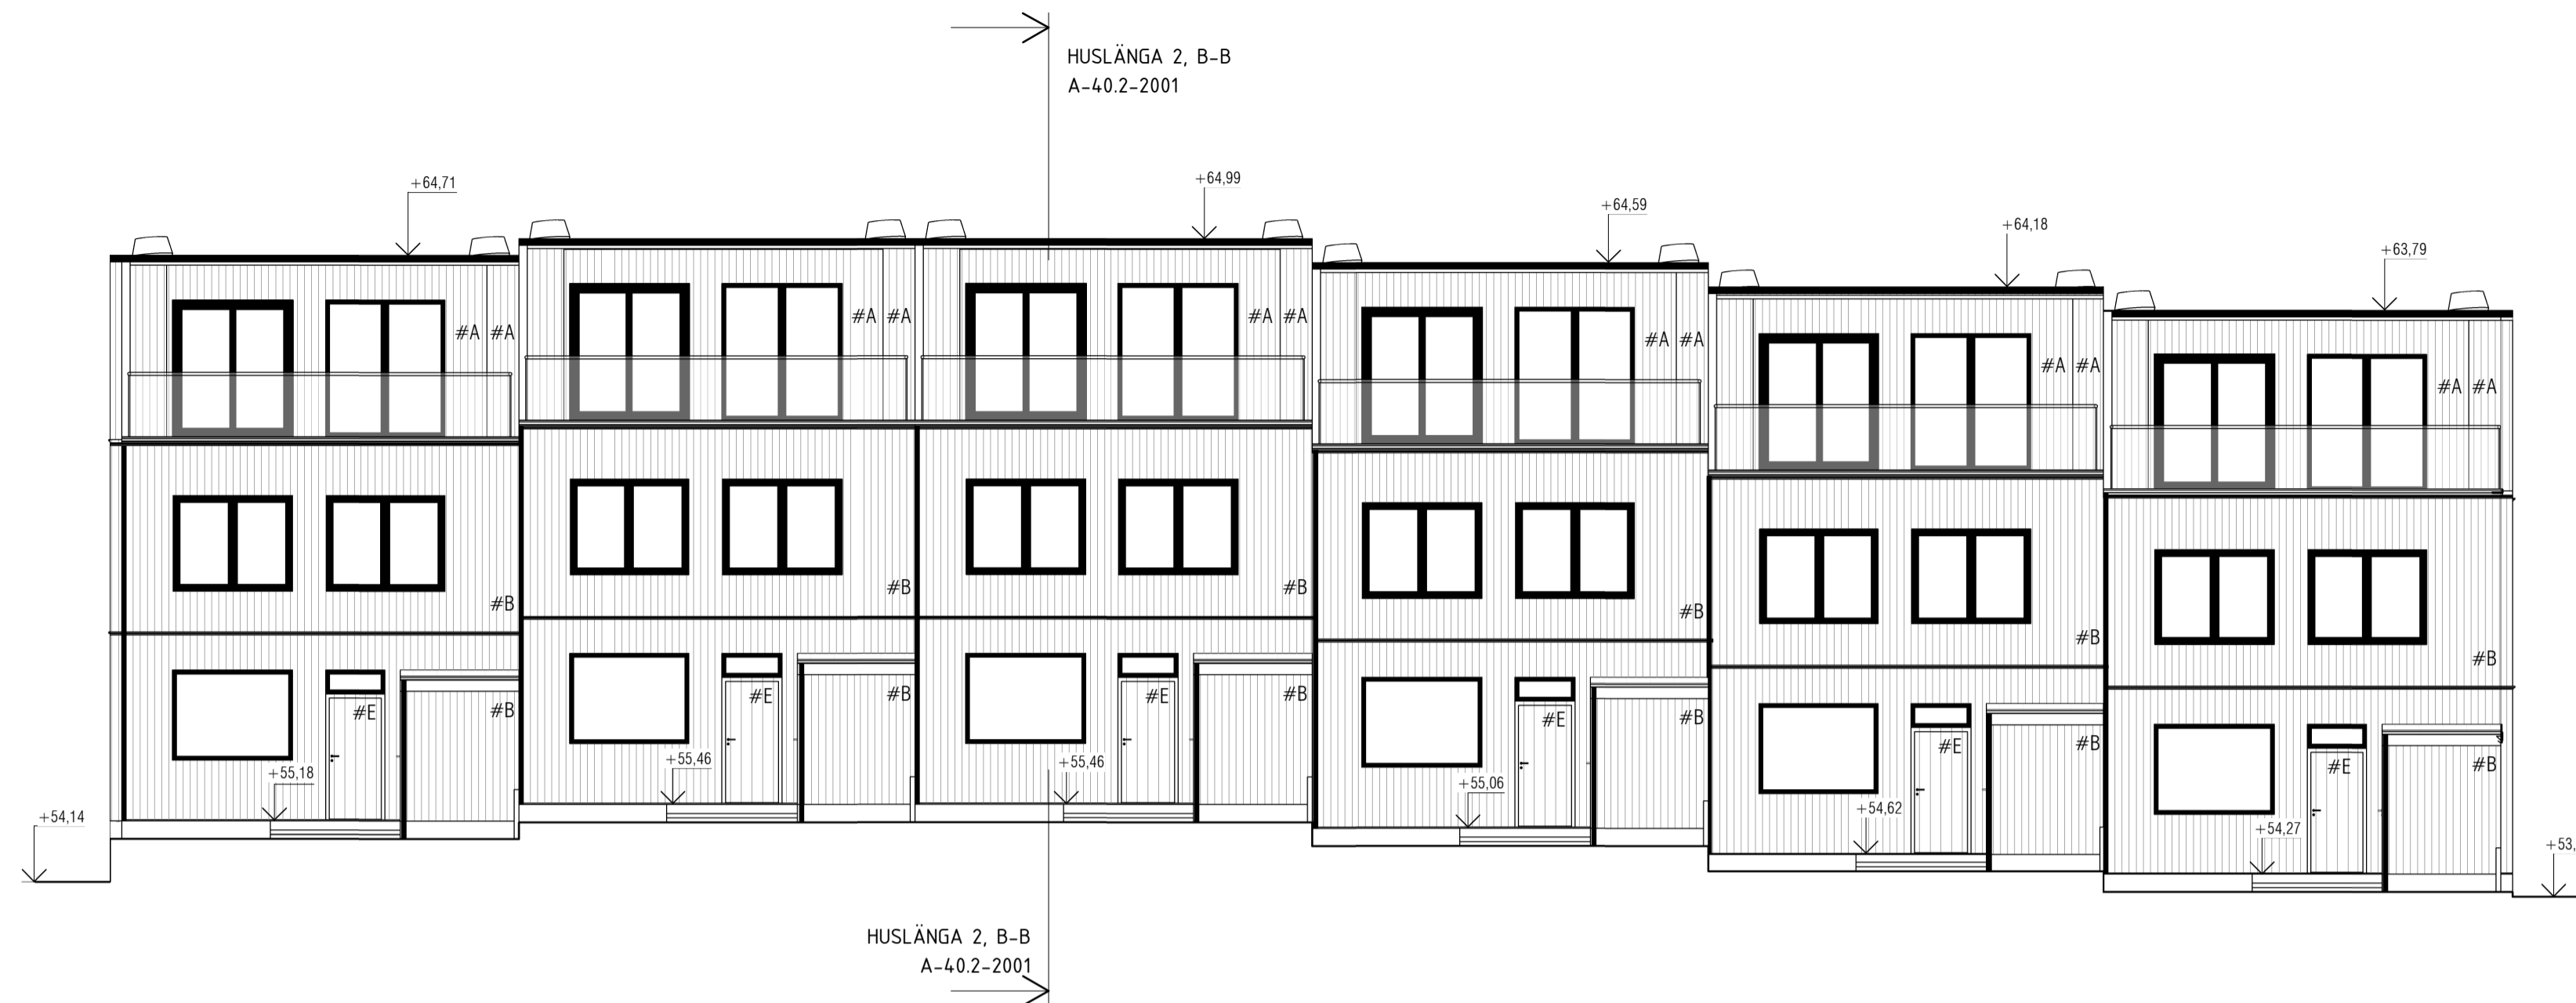 HUSLÄNGA 2, B-B
A-40.2-2001
+64,71
+64,99
+64,59
+64,18
+63,79
#A #A
#A #A
#A #A
#A #A
#A #A
#A #A
#B
#B
#B
#B
#B
#B
#E
#B
#E
#B
#E
#B
#E
#B
#E
#B
#E
#B
+54,14
+55,18
+55,46
+55,46
+55,06
+54,62
+54,27
+53,
HUSLÄNGA 2, B-B
A-40.2-2001